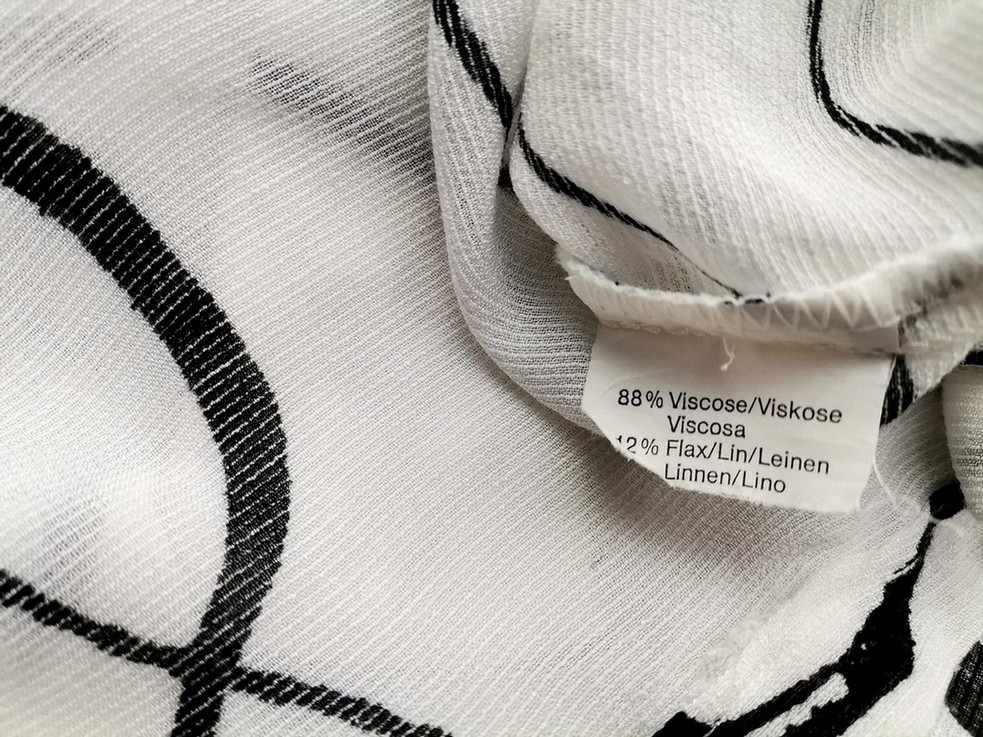 88% Viscose/Viskose
Viscosa
12% Flax/Lin/Leinen
Linnen/Lino